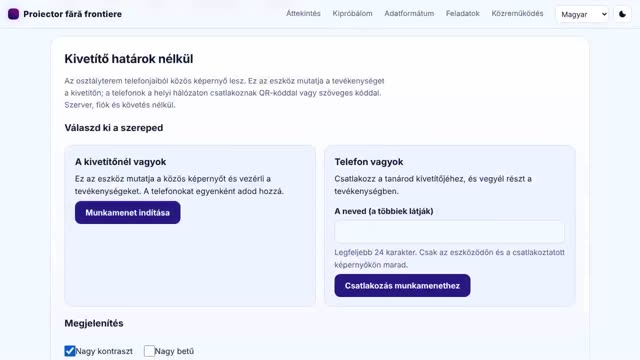 Proiector fără frontiere
Áttekintés
Kipróbálom
Adatformátum
Feladatok
Közreműködés
Magyar
Kivetítő határok nélkül
Az osztályterem telefonjaiból közös képernyő lesz. Ez az eszköz mutatja a tevékenységet
a kivetítőn; a telefonok a helyi hálózaton csatlakoznak QR-kóddal vagy szöveges kóddal.
Szerver, fiók és követés nélkül.
Válaszd ki a szereped
A kivetítőnél vagyok
Ez az eszköz mutatja a közös képernyőt és vezérli a
tevékenységeket. A telefonokat egyenként adod hozzá.
Munkamenet indítása
Telefon vagyok
Csatlakozz a tanárod kivetítőjéhez, és vegyél részt a
tevékenységben.
A neved (a többiek látják)
Legfeljebb 24 karakter. Csak az eszközödön és a csatlakoztatott
képernyőkön marad.
Csatlakozás munkamenethez
Megjelenítés
Nagy kontraszt
Nagy betű